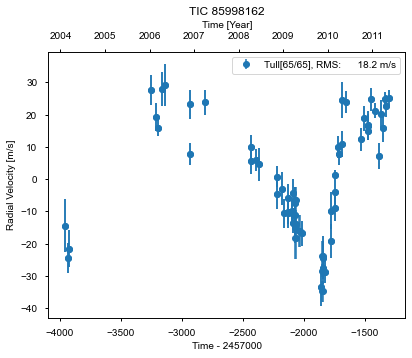 TIC 85998162
Time [Year]
2004 2005 2006 2007 2008 2009 2010 2011
Tull[65/65], RMS: 18.2 m/s
Radial Velocity [m/s]
30
20
10
0
−10
−20
−30
−40
−4000 −3500 −3000 −2500 −2000 −1500
Time - 2457000